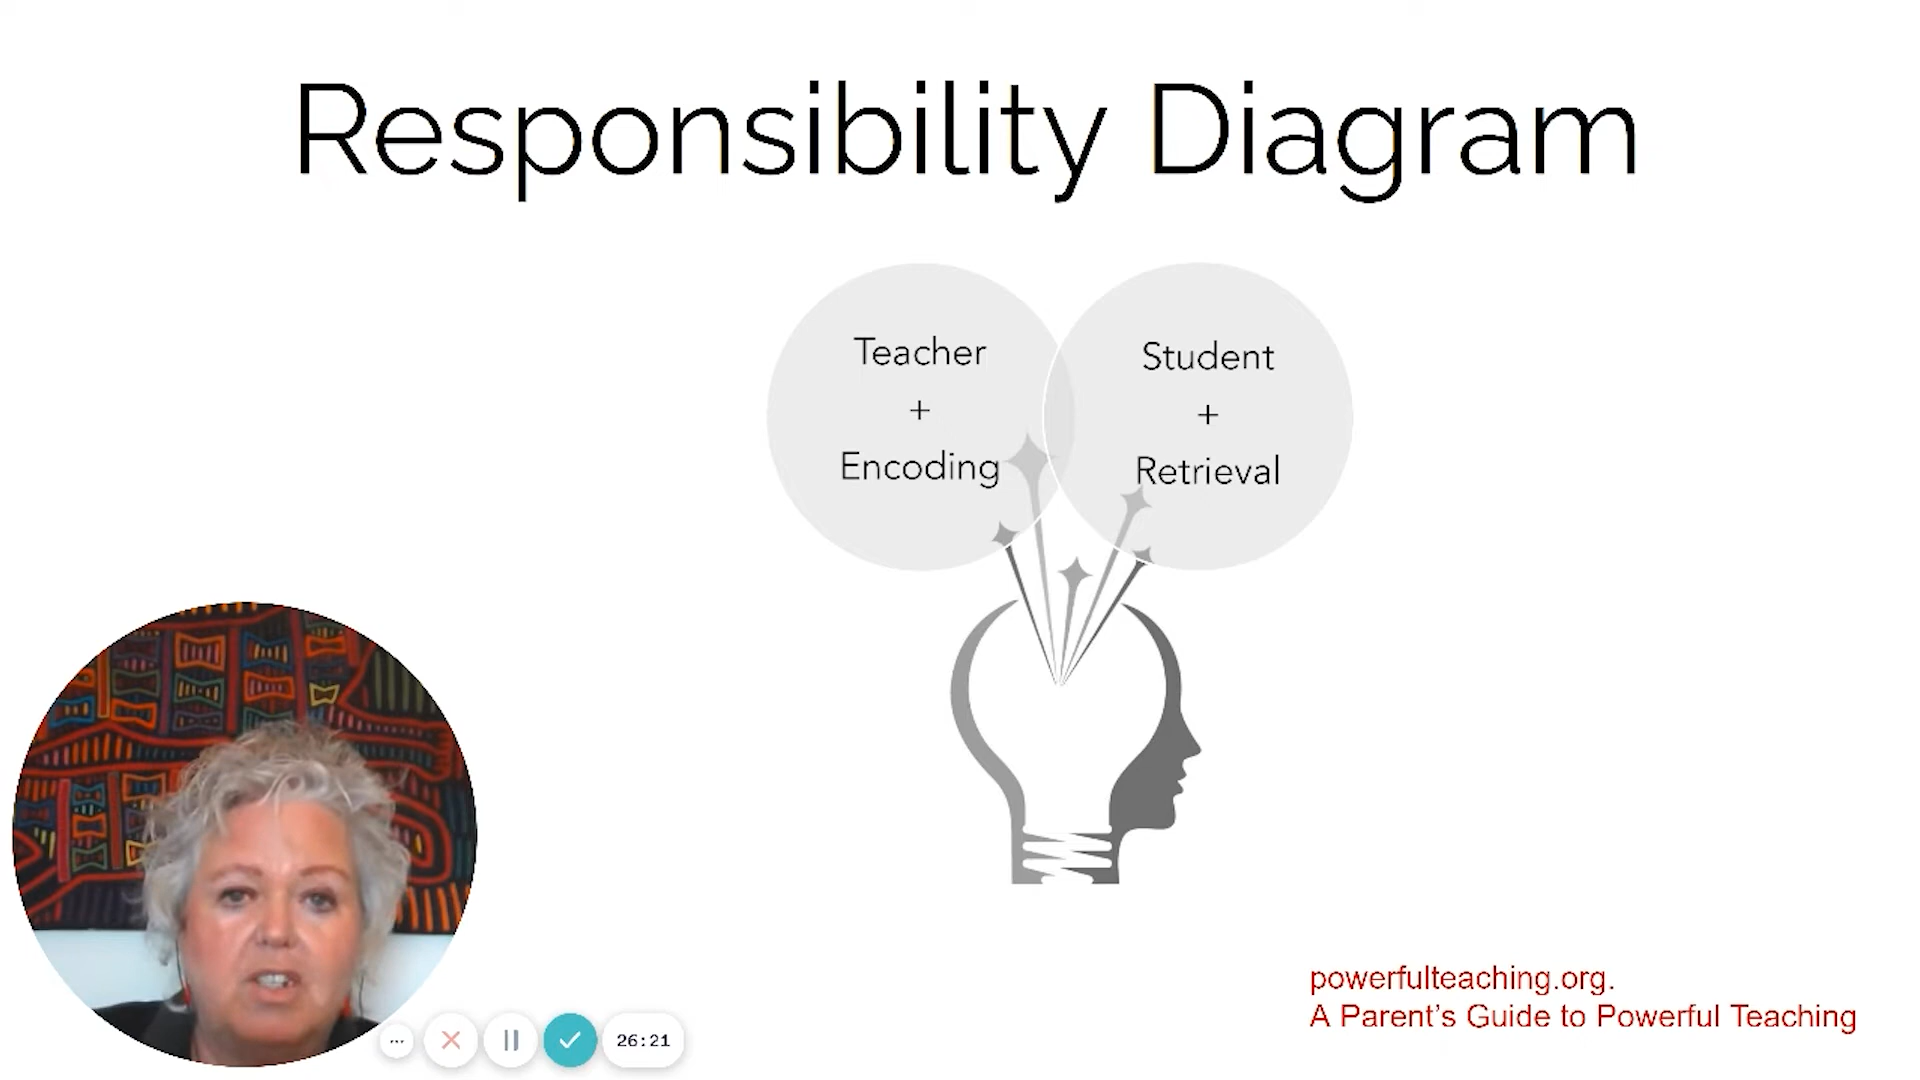 Responsibility Diagram
Teacher
+
Encoding
Student
+
Retrieval
powerfulteaching.org.
A Parent's Guide to Powerful Teaching
26:21